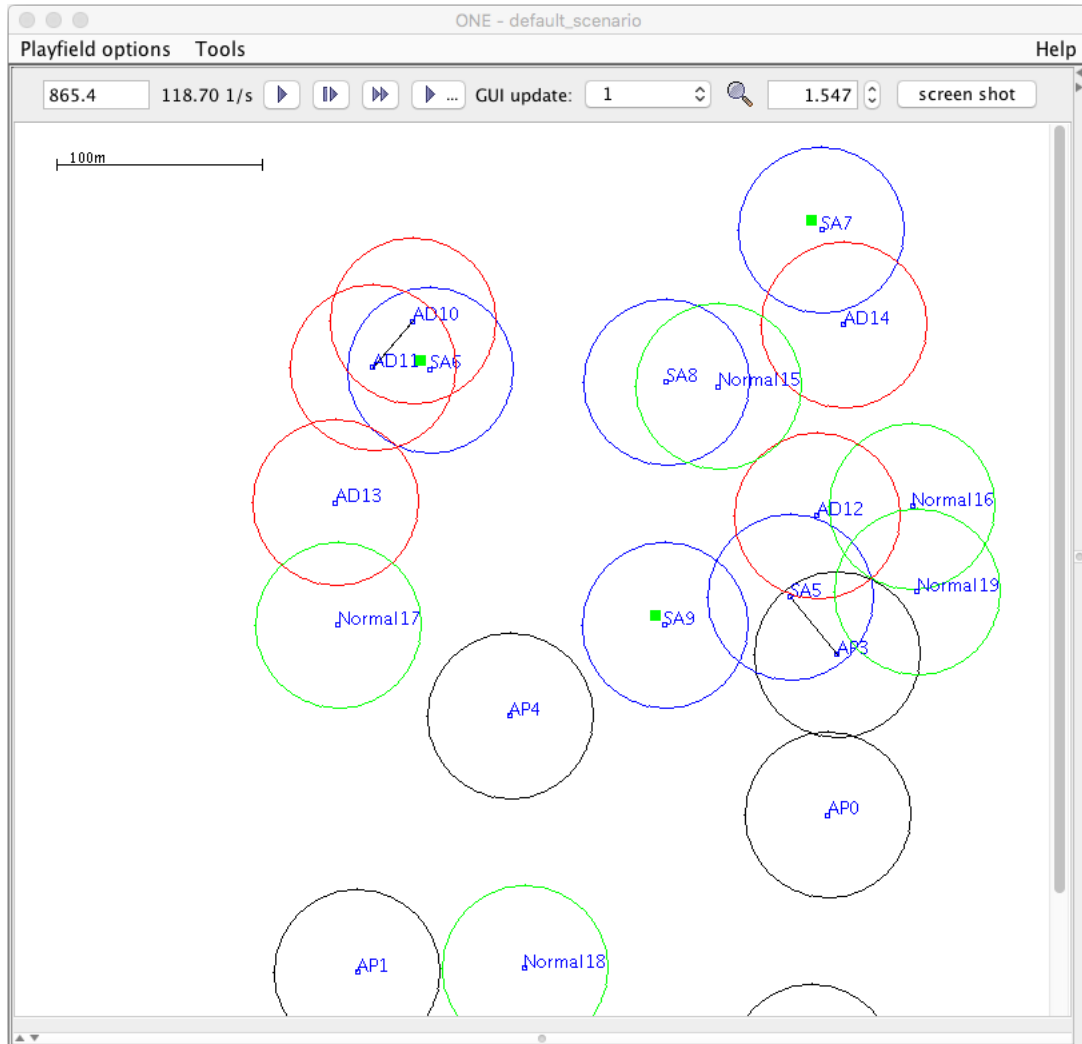 ONE - default_scenario
Playfield options Tools Help
865.4 118.70 1/s ... GUI update: 1 1.547 screen shot
100m
SA7
AD10
AD14
AD11 SA6
SA8 Normal15
AD13
AD12 Normal16
SA5 Normal19
Normal17 SA9
AP3
AP4
AP0
AP1 Normal18